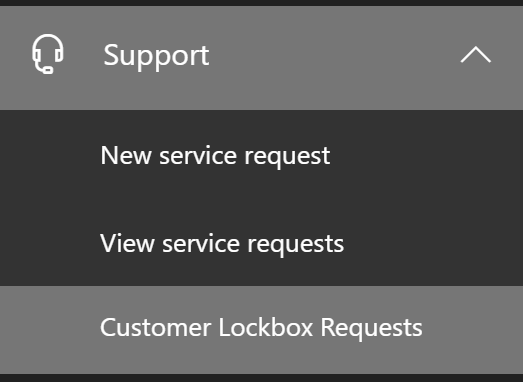 Support
New service request
View service requests
Customer Lockbox Requests